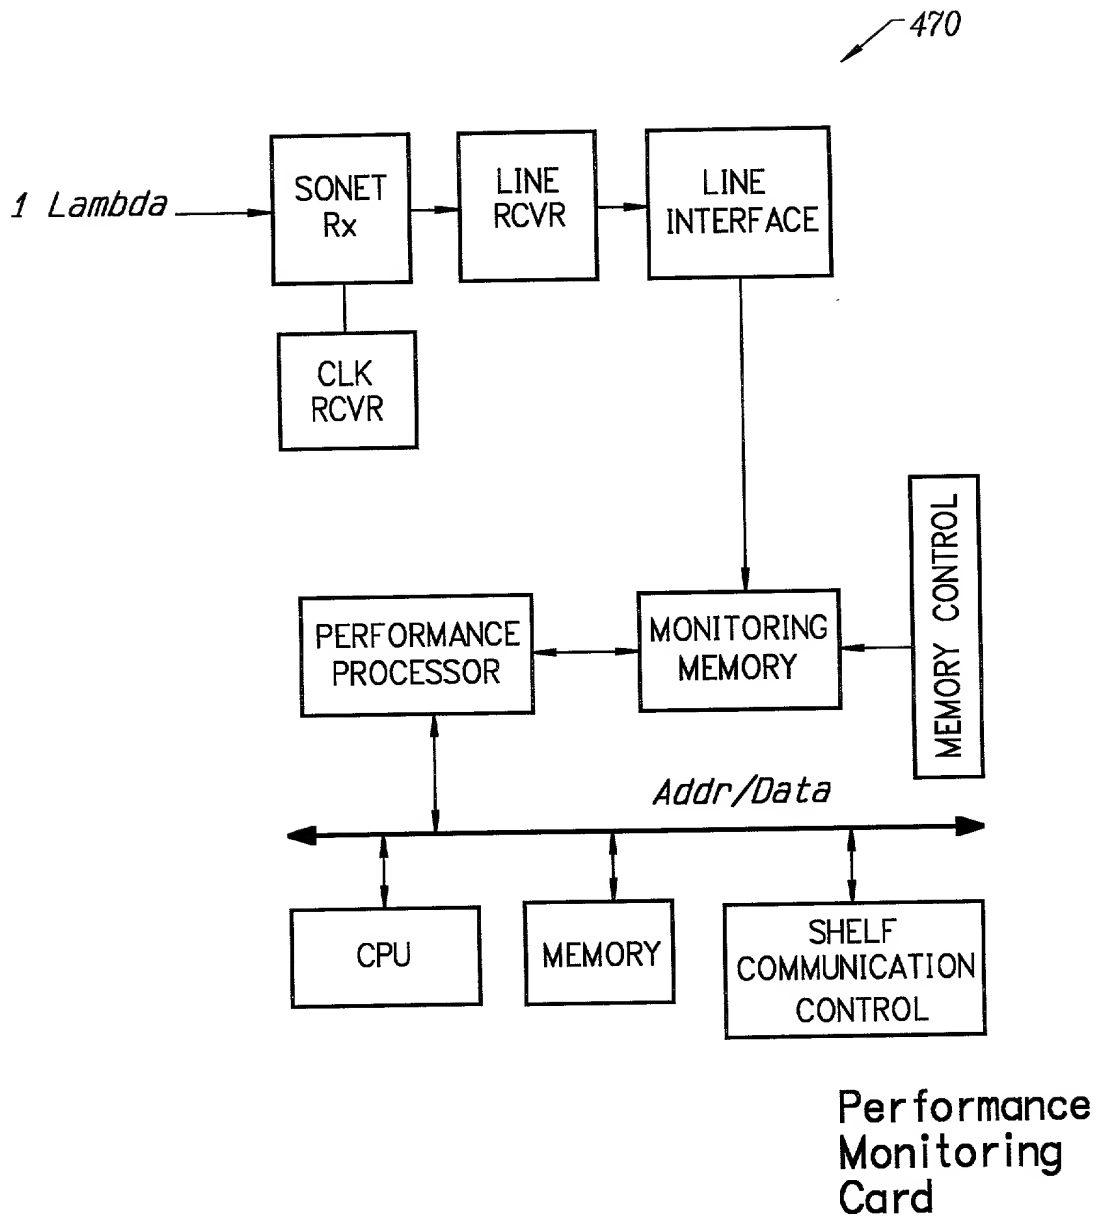 470
1 Lambda
SONET
Rx
LINE
RCVR
LINE
INTERFACE
CLK
RCVR
MEMORY CONTROL
PERFORMANCE
PROCESSOR
MONITORING
MEMORY
Addr/Data
CPU
MEMORY
SHELF
COMMUNICATION
CONTROL
Performance
Monitoring
Card